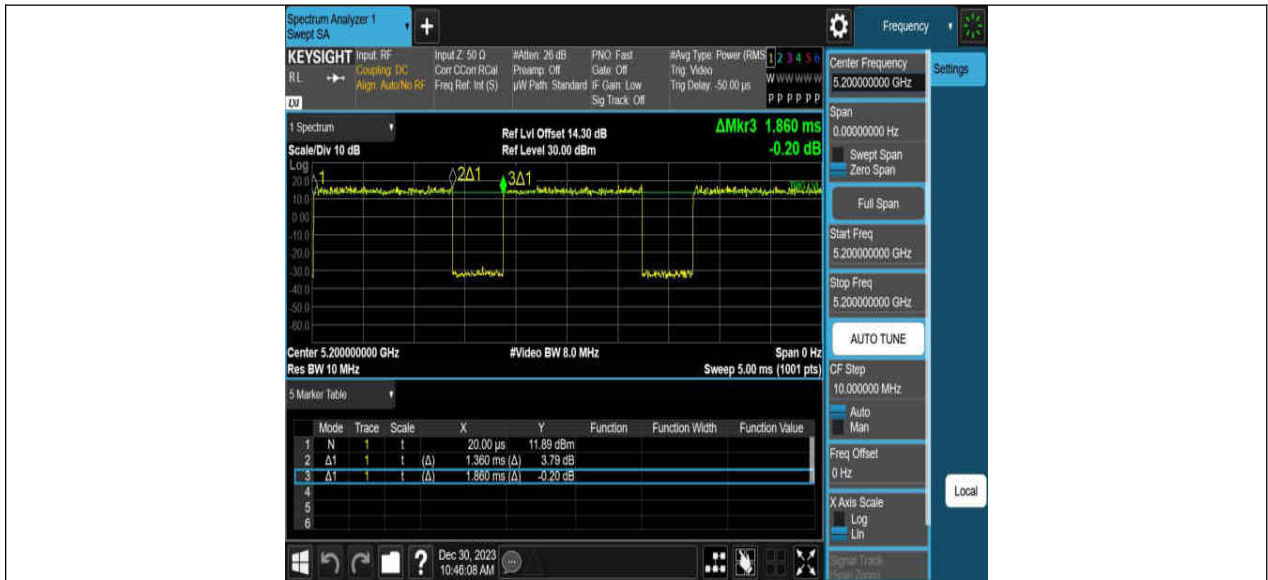 Spectrum Analyzer 1
Swept SA
+
Frequency
KEYSIGHT
RL
LXI
Input: RF
Coupling: DC
Align: Auto/No RF
Input Z: 50 Ω
Corr CCorr RCal
Freq Ref: Int (S)
#Atten: 26 dB
Preamp: Off
µW Path: Standard
PNO: Fast
Gate: Off
IF Gain: Low
Sig Track: Off
#Avg Type: Power (RMS
Trig: Video
Trig Delay: -50.00 µs
1 2 3 4 5 6
W W W W W W
P P P P P P
1 Spectrum
Scale/Div 10 dB
Ref Lvl Offset 14.30 dB
Ref Level 30.00 dBm
ΔMkr3 1.860 ms
-0.20 dB
Log
20.0
10.0
0.00
-10.0
-20.0
-30.0
-40.0
-50.0
-60.0
1
2Δ1
3Δ1
Center 5.200000000 GHz
#Video BW 8.0 MHz
Span 0 Hz
Res BW 10 MHz
Sweep 5.00 ms (1001 pts)
5 Marker Table
Mode Trace Scale X Y Function Function Width Function Value
1 N 1 t 20.00 µs 11.89 dBm
2 Δ1 1 t (Δ) 1.360 ms (Δ) 3.79 dB
3 Δ1 1 t (Δ) 1.860 ms (Δ) -0.20 dB
4
5
6
?
Dec 30, 2023
10:46:08 AM
Center Frequency
5.200000000 GHz
Span
0.00000000 Hz
Swept Span
Zero Span
Full Span
Start Freq
5.200000000 GHz
Stop Freq
5.200000000 GHz
AUTO TUNE
CF Step
10.000000 MHz
Auto
Man
Freq Offset
0 Hz
X Axis Scale
Log
Lin
Signal Track
(Span Zoom)
Settings
Local